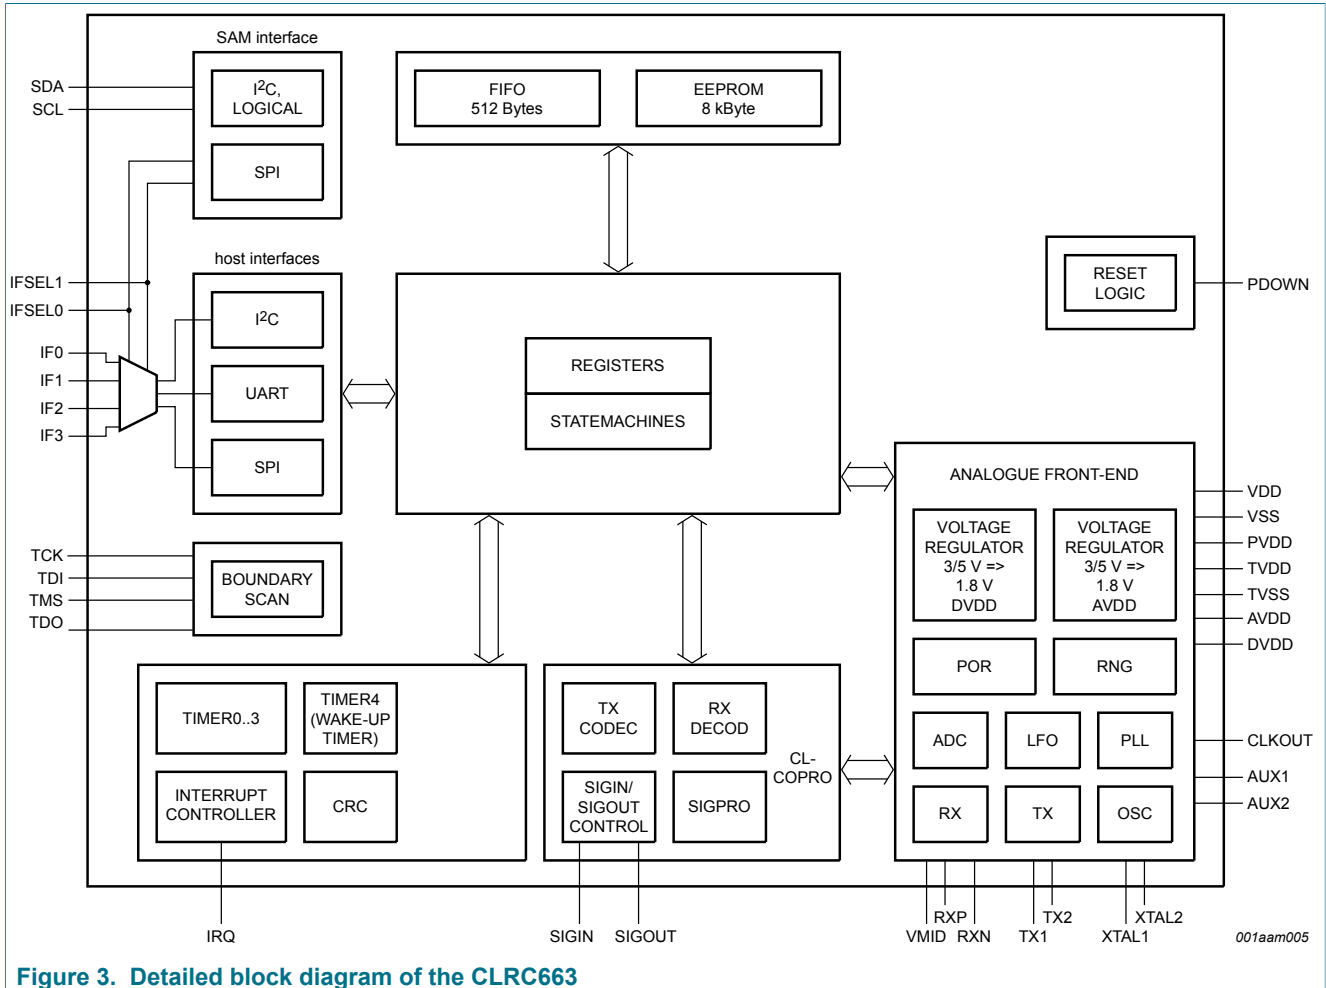 SAM interface
SDA
SCL
I2C,
LOGICAL
SPI
FIFO
512 Bytes
EEPROM
8 kByte
RESET
LOGIC
PDOWN
IFSEL1
IFSEL0
IF0
IF1
IF2
IF3
host interfaces
I2C
UART
SPI
REGISTERS
STATEMACHINES
TCK
TDI
TMS
TDO
BOUNDARY
SCAN
ANALOGUE FRONT-END
VOLTAGE
REGULATOR
3/5 V =>
1.8 V
DVDD
VOLTAGE
REGULATOR
3/5 V =>
1.8 V
AVDD
POR
RNG
ADC
LFO
PLL
RX
TX
OSC
VDD
VSS
PVDD
TVDD
TVSS
AVDD
DVDD
CLKOUT
AUX1
AUX2
TIMER0..3
TIMER4
(WAKE-UP
TIMER)
INTERRUPT
CONTROLLER
CRC
TX
CODEC
RX
DECOD
SIGIN/
SIGOUT
CONTROL
SIGPRO
CL-
COPRO
IRQ
SIGIN
SIGOUT
VMID
RXP
RXN
TX1
TX2
XTAL1
XTAL2
001aam005
Figure 3. Detailed block diagram of the CLRC663